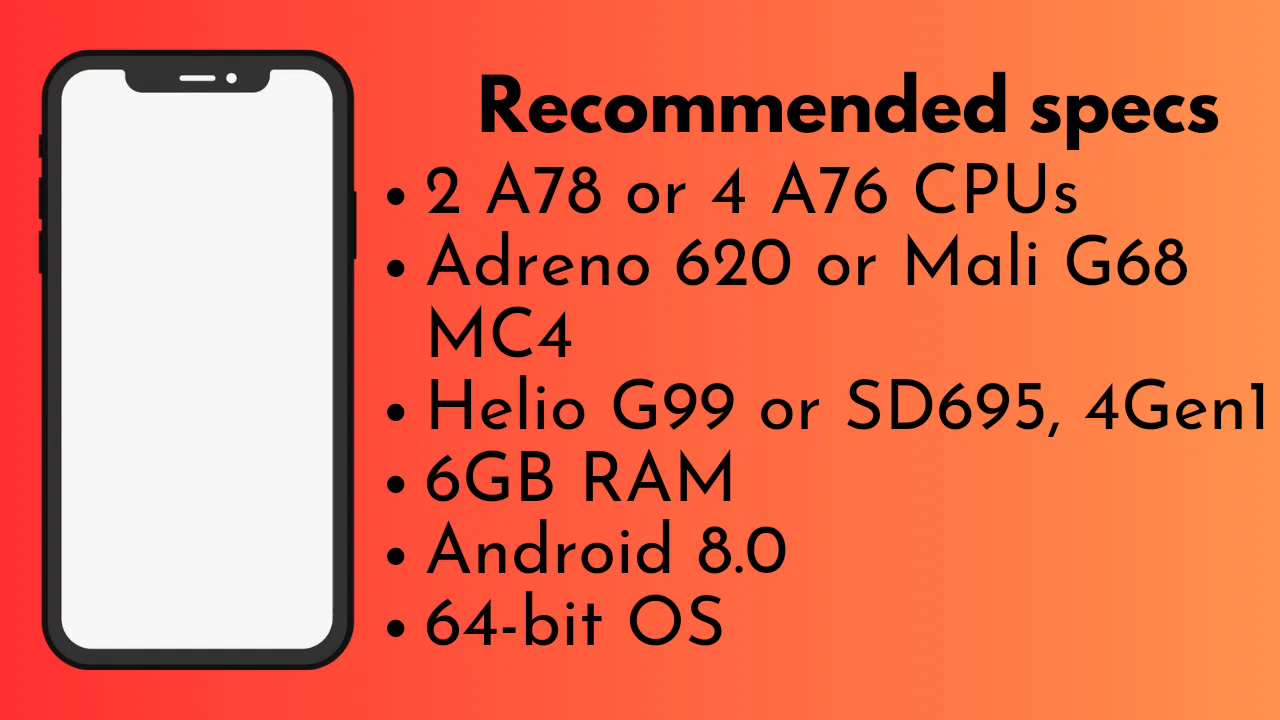 Recommended specs
• 2 A78 or 4 A76 CPUs
• Adreno 620 or Mali G68
MC4
• Helio G99 or SD695, 4Gen1
• 6GB RAM
• Android 8.0
• 64-bit OS